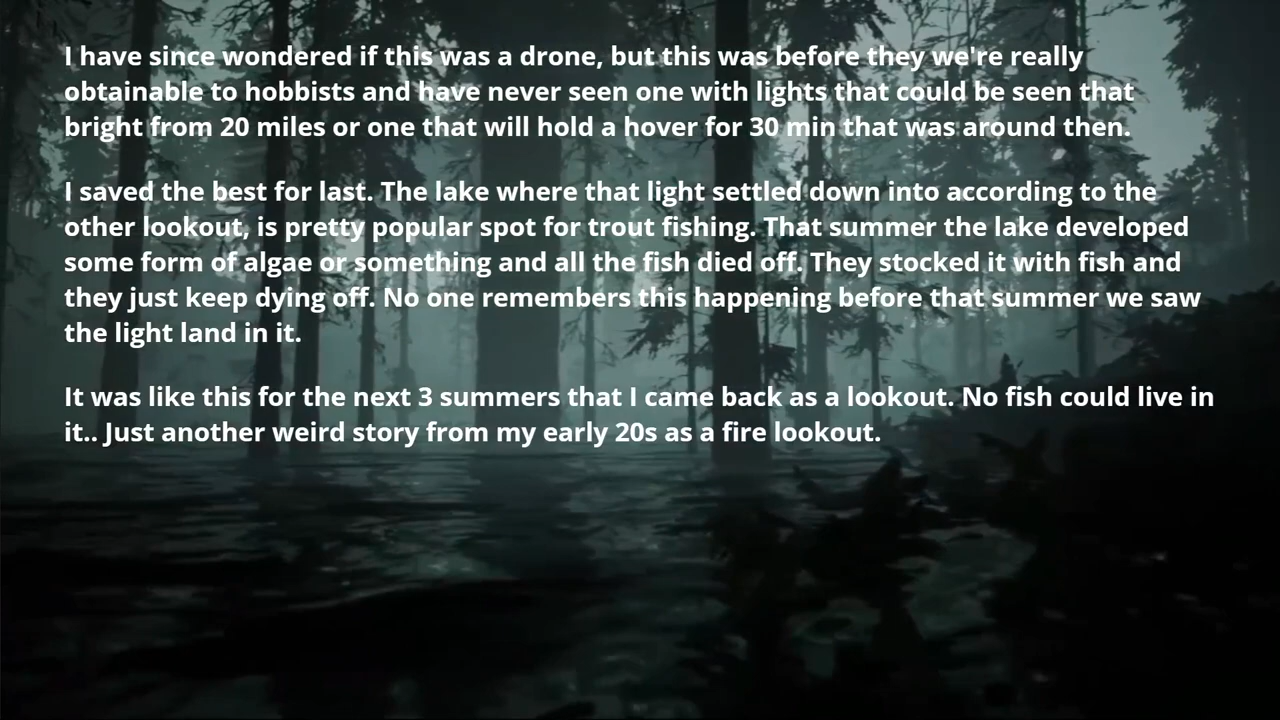 I have since wondered if this was a drone, but this was before they we're really
obtainable to hobbists and have never seen one with lights that could be seen that
bright from 20 miles or one that will hold a hover for 30 min that was around then.
I saved the best for last. The lake where that light settled down into according to the
other lookout, is pretty popular spot for trout fishing. That summer the lake developed
some form of algae or something and all the fish died off. They stocked it with fish and
they just keep dying off. No one remembers this happening before that summer we saw
the light land in it.
It was like this for the next 3 summers that I came back as a lookout. No fish could live in
it.. Just another weird story from my early 20s as a fire lookout.